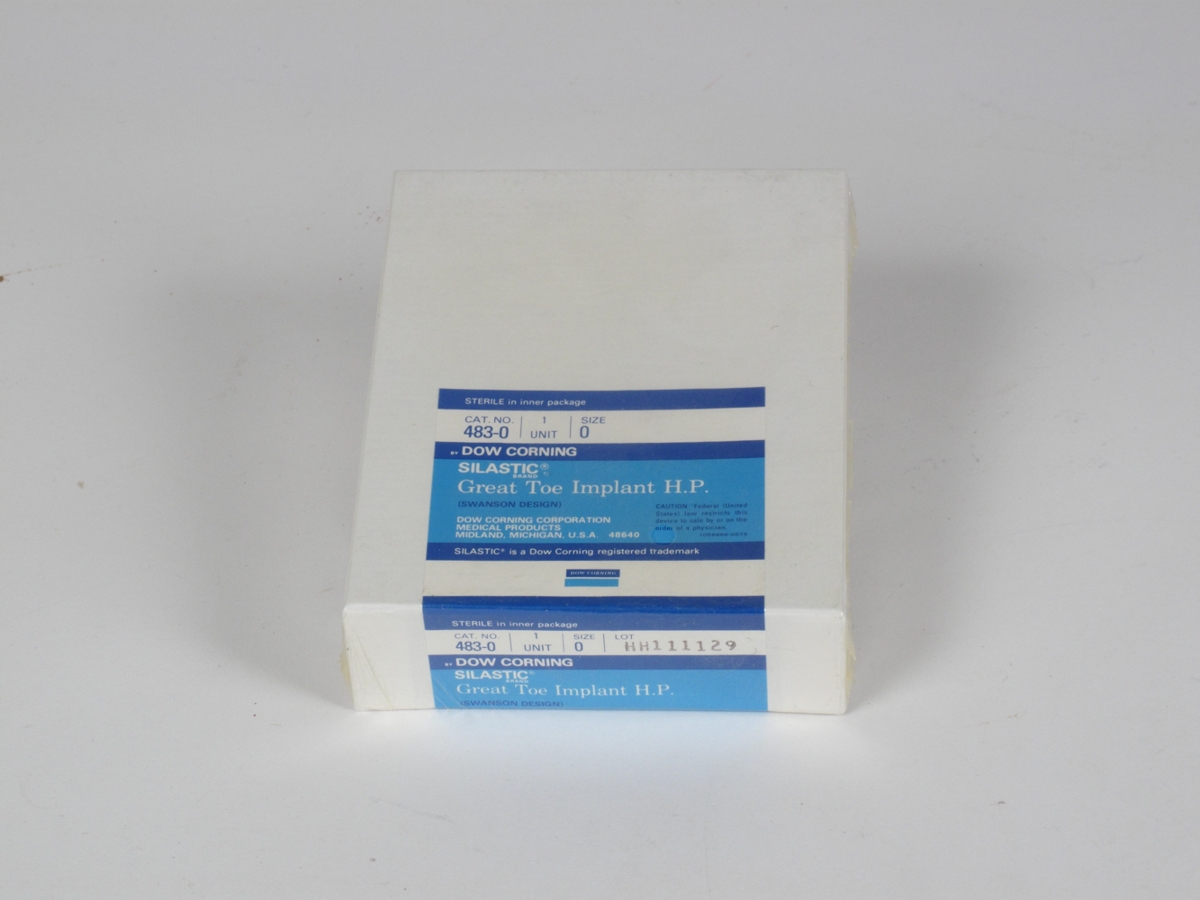 STERILE in inner package
CAT. NO. 1 SIZE
483-0 UNIT 0
BY DOW CORNING
SILASTIC®
BRAND
Great Toe Implant H.P.
(SWANSON DESIGN)
CAUTION: Federal (United
States) law restricts this
device to sale by or on the
order of a physician.
DOW CORNING CORPORATION
MEDICAL PRODUCTS
MIDLAND, MICHIGAN, U.S.A. 48640
SILASTIC® is a Dow Corning registered trademark
DOW CORNING
STERILE in inner package
CAT. NO. 1 SIZE LOT
483-0 UNIT 0 HH111129
BY DOW CORNING
SILASTIC®
BRAND
Great Toe Implant H.P.
(SWANSON DESIGN)